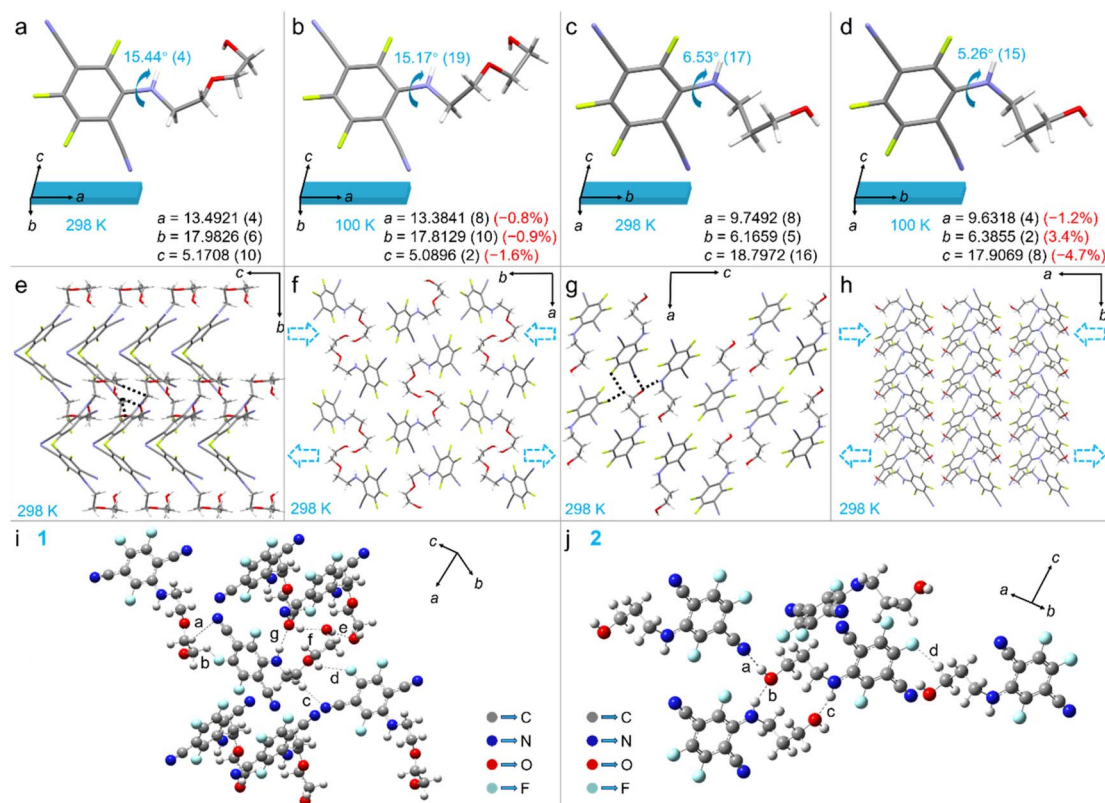 a
15.44° (4)
c
a
b
298 K
a = 13.4921 (4)
b = 17.9826 (6)
c = 5.1708 (10)
b
15.17° (19)
c
a
b
100 K
a = 13.3841 (8) (−0.8%)
b = 17.8129 (10) (−0.9%)
c = 5.0896 (2) (−1.6%)
c
6.53° (17)
c
b
a
298 K
a = 9.7492 (8)
b = 6.1659 (5)
c = 18.7972 (16)
d
5.26° (15)
c
b
a
100 K
a = 9.6318 (4) (−1.2%)
b = 6.3855 (2) (3.4%)
c = 17.9069 (8) (−4.7%)
e
c
b
298 K
f
b
a
298 K
g
c
a
298 K
h
a
b
298 K
i 1
c
b
a
a
b
g
f
e
d
c
C
N
O
F
j 2
c
a
b
a
b
c
d
C
N
O
F